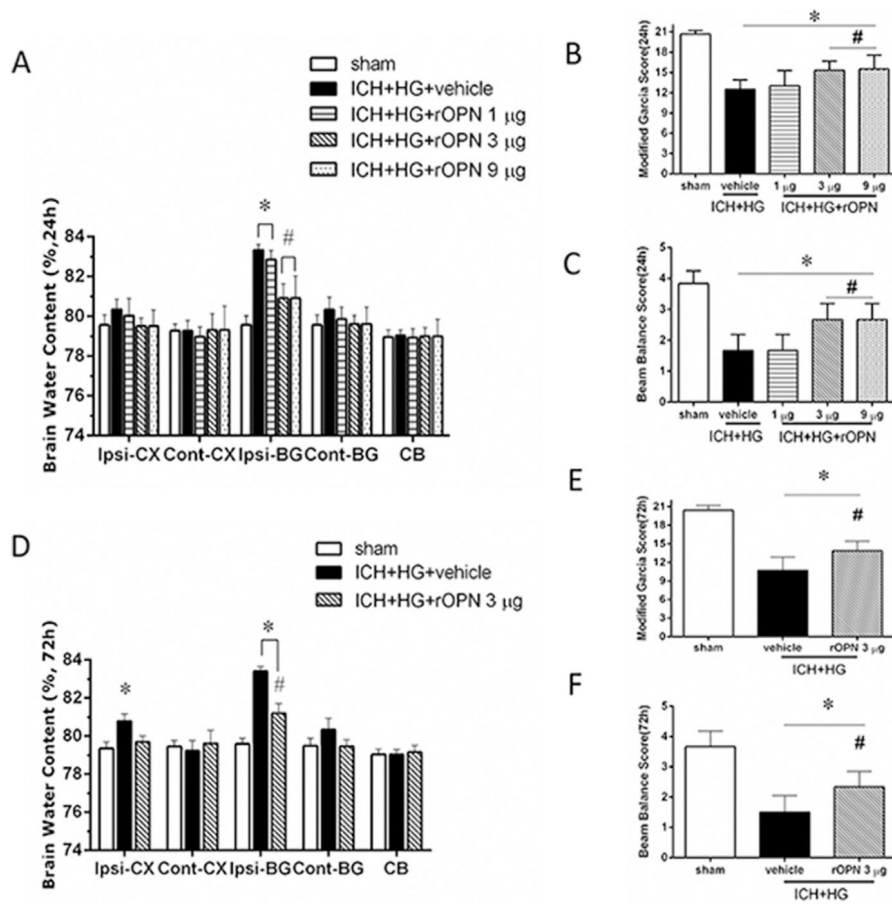 A
sham
ICH+HG+vehicle
ICH+HG+rOPN 1 μg
ICH+HG+rOPN 3 μg
ICH+HG+rOPN 9 μg
Brain Water Content (%,24h)
84
82
80
78
76
74
*
#
Ipsi-CX Cont-CX Ipsi-BG Cont-BG CB
B
Modified Garcia Score(24h)
21
18
15
12
9
6
3
0
*
#
sham vehicle 1 μg 3 μg 9 μg
ICH+HG ICH+HG+rOPN
C
Beam Balance Score(24h)
5
4
3
2
1
0
*
#
sham vehicle 1 μg 3 μg 9 μg
ICH+HG ICH+HG+rOPN
D
sham
ICH+HG+vehicle
ICH+HG+rOPN 3 μg
Brain Water Content (%, 72h)
84
82
80
78
76
74
*
*
#
Ipsi-CX Cont-CX Ipsi-BG Cont-BG CB
E
Modified Garcia Score(72h)
21
18
15
12
9
6
3
0
*
#
sham vehicle rOPN 3 μg
ICH+HG
F
Beam Balance Score(72h)
5
4
3
2
1
0
*
#
sham vehicle rOPN 3 μg
ICH+HG